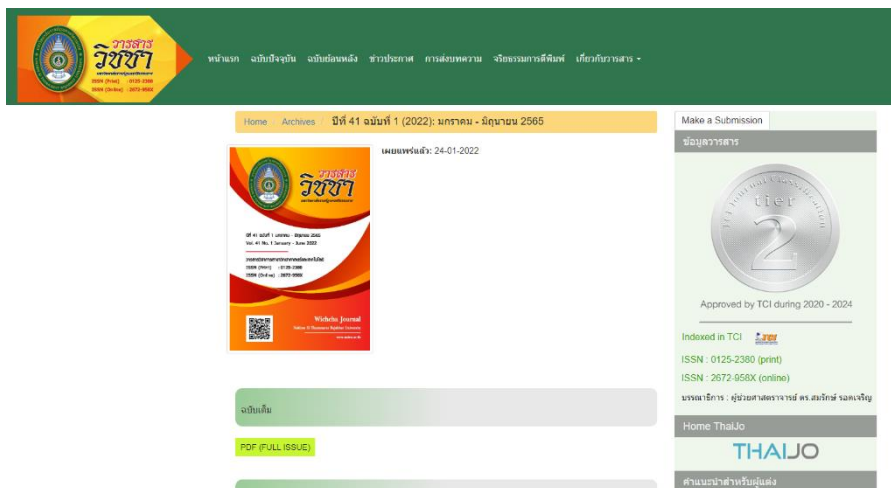 วารสาร
วิชชา
ISSN (Print) : 0125-2380
ISSN (Online) : 2672-958X
หน้าแรก ฉบับปัจจุบัน ฉบับย้อนหลัง ข่าวประกาศ การส่งบทความ จริยธรรมการตีพิมพ์ เกี่ยวกับวารสาร
Home / Archives / ปีที่ 41 ฉบับที่ 1 (2022): มกราคม - มิถุนายน 2565
เผยแพร่แล้ว: 24-01-2022
วารสาร
วิชชา
ปีที่ 41 ฉบับที่ 1 มกราคม - มิถุนายน 2565
Vol. 41 No. 1 January - June 2022
ISSN (Print) : 0125-2380
ISSN (Online) : 2672-958X
Wichcha Journal
ฉบับเต็ม
PDF (FULL ISSUE)
Make a Submission
ข้อมูลวารสาร
tier
2
Approved by TCI during 2020 - 2024
Indexed in TCI
ISSN : 0125-2380 (print)
ISSN : 2672-958X (online)
บรรณาธิการ : ผู้ช่วยศาสตราจารย์ ดร.สมรักษ์ รอดเจริญ
Home ThaiJo
THAIJO
คำแนะนำสำหรับผู้แต่ง